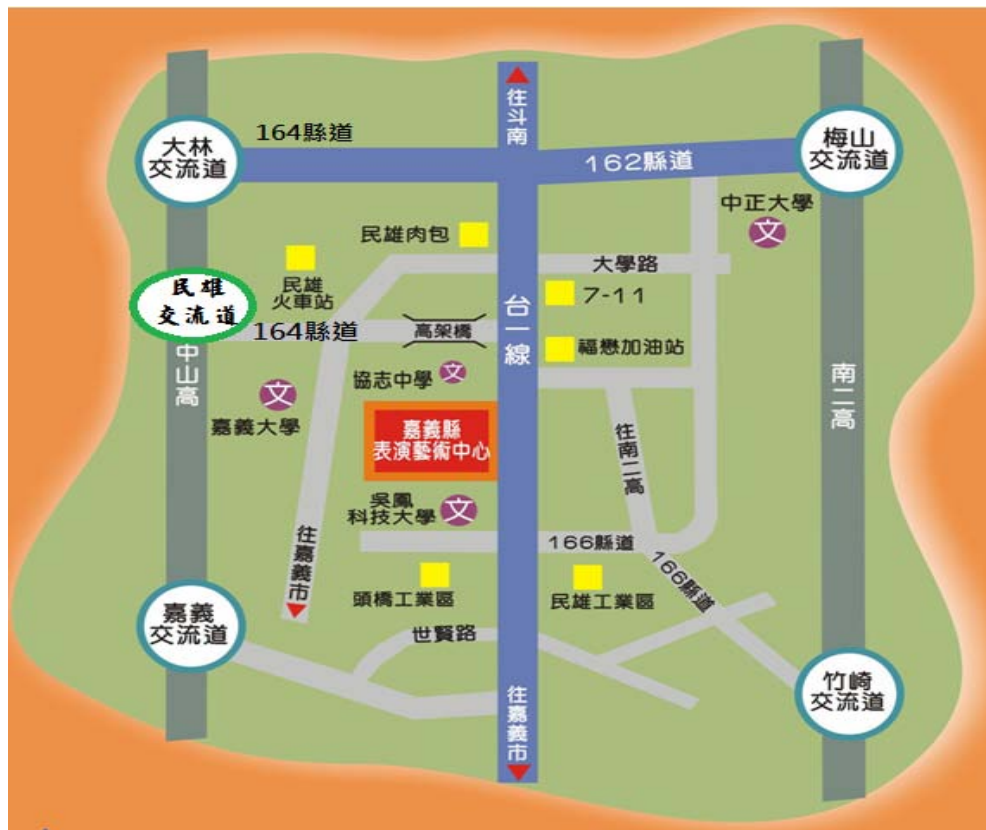 往斗南
164縣道
大林
交流道
162縣道
梅山
交流道
中正大學
文
民雄肉包
大學路
民雄
火車站
7-11
民雄
交流道
164縣道
高架橋
台一線
福懋加油站
中山高
協志中學
文
南二高
文
嘉義大學
嘉義縣
表演藝術中心
往南二高
吳鳳
科技大學
文
往嘉義市
166縣道
166縣道
頭橋工業區
民雄工業區
嘉義
交流道
世賢路
竹崎
交流道
往嘉義市